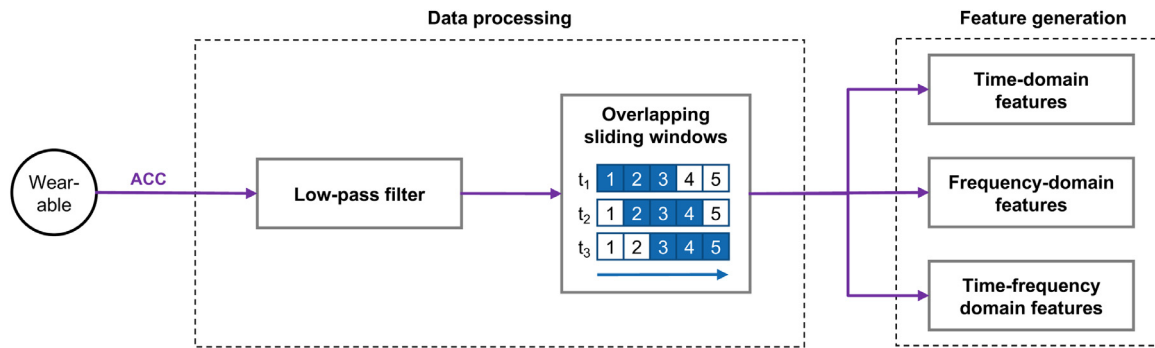 Data processing
Feature generation
Wear-
able
ACC
Low-pass filter
Overlapping
sliding windows
t1 1 2 3 4 5
t2 1 2 3 4 5
t3 1 2 3 4 5
Time-domain
features
Frequency-domain
features
Time-frequency
domain features